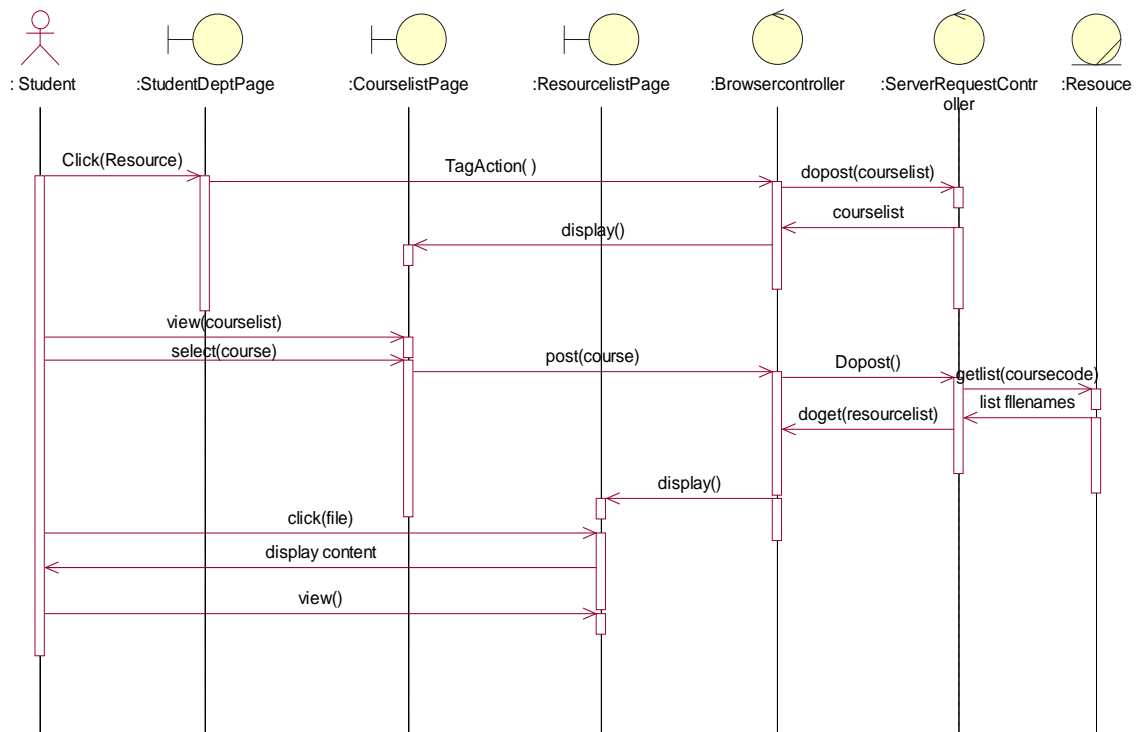 : Student
:StudentDeptPage
:CourselistPage
:ResourcelistPage
:Browsercontroller
:ServerRequestContr
oller
:Resouce
Click(Resource)
TagAction( )
dopost(courselist)
courselist
display()
view(courselist)
select(course)
post(course)
Dopost()
getlist(coursecode)
list fllenames
doget(resourcelist)
display()
click(file)
display content
view()